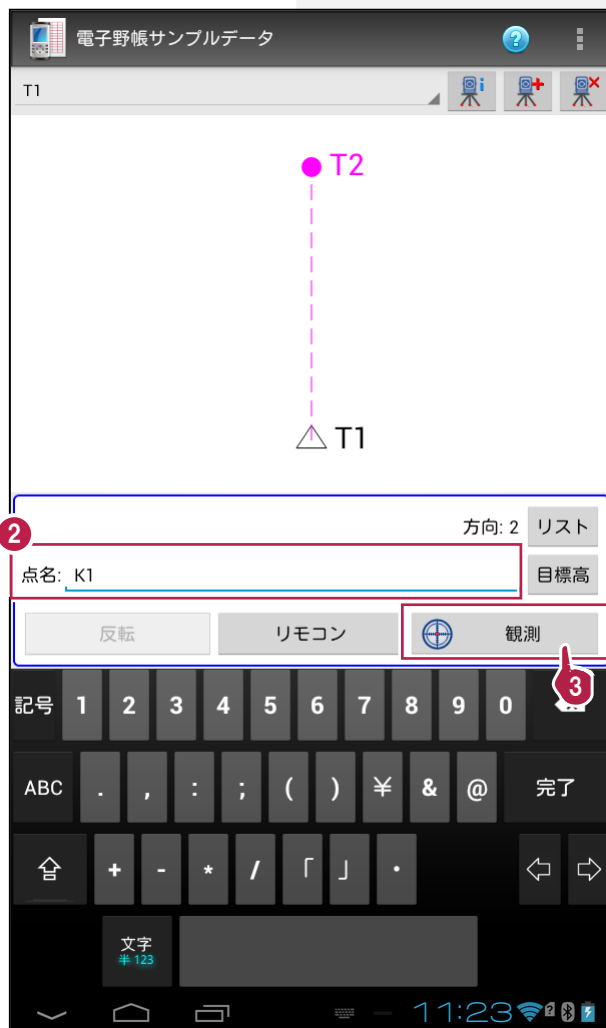 電子野帳サンプルデータ
?
T1
T2
T1
2
方向: 2 リスト
点名: K1 目標高
反転 リモコン 観測
3
記号 1 2 3 4 5 6 7 8 9 0
ABC . , : ; ( ) ¥ & @ 完了
+ - * / 「 」 ・
文字
半 123
11:23